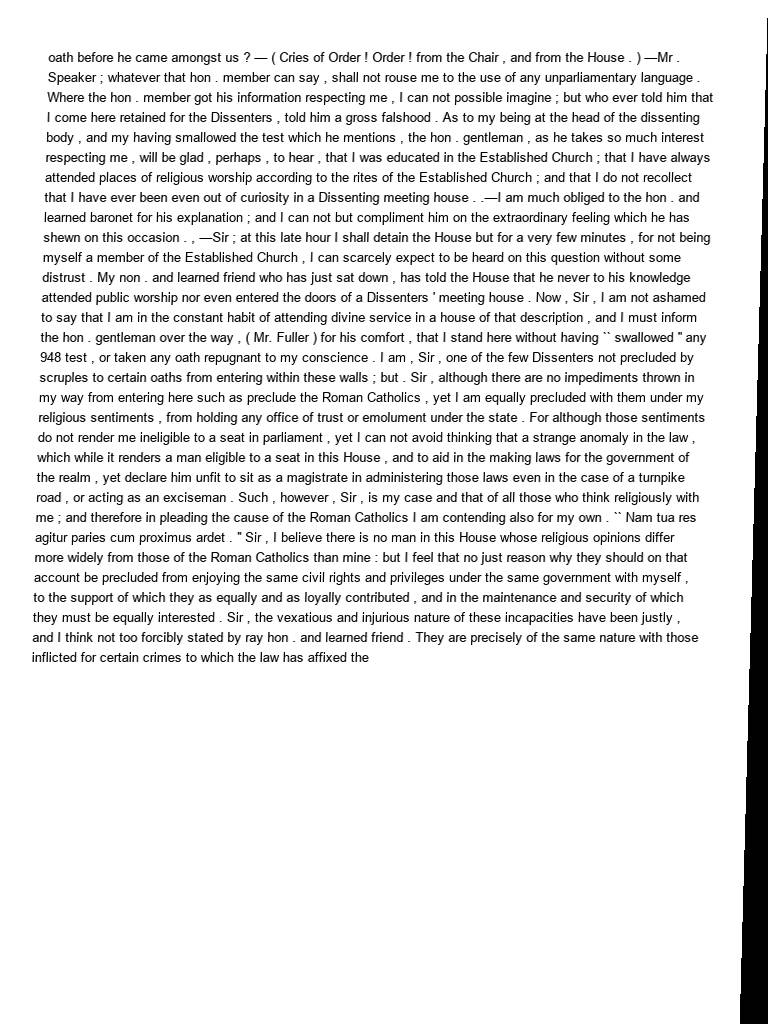 oath before he came amongst us ? — ( Cries of Order ! Order ! from the Chair , and from the House . ) —Mr .
Speaker ; whatever that hon . member can say , shall not rouse me to the use of any unparliamentary language .
Where the hon . member got his information respecting me , I can not possible imagine ; but who ever told him that
I come here retained for the Dissenters , told him a gross falshood . As to my being at the head of the dissenting
body , and my having smallowed the test which he mentions , the hon . gentleman , as he takes so much interest
respecting me , will be glad , perhaps , to hear , that I was educated in the Established Church ; that I have always
attended places of religious worship according to the rites of the Established Church ; and that I do not recollect
that I have ever been even out of curiosity in a Dissenting meeting house . .—I am much obliged to the hon . and
learned baronet for his explanation ; and I can not but compliment him on the extraordinary feeling which he has
shewn on this occasion . , —Sir ; at this late hour I shall detain the House but for a very few minutes , for not being
myself a member of the Established Church , I can scarcely expect to be heard on this question without some
distrust . My non . and learned friend who has just sat down , has told the House that he never to his knowledge
attended public worship nor even entered the doors of a Dissenters ' meeting house . Now , Sir , I am not ashamed
to say that I am in the constant habit of attending divine service in a house of that description , and I must inform
the hon . gentleman over the way , ( Mr. Fuller ) for his comfort , that I stand here without having `` swallowed " any
948 test , or taken any oath repugnant to my conscience . I am , Sir , one of the few Dissenters not precluded by
scruples to certain oaths from entering within these walls ; but . Sir , although there are no impediments thrown in
my way from entering here such as preclude the Roman Catholics , yet I am equally precluded with them under my
religious sentiments , from holding any office of trust or emolument under the state . For although those sentiments
do not render me ineligible to a seat in parliament , yet I can not avoid thinking that a strange anomaly in the law ,
which while it renders a man eligible to a seat in this House , and to aid in the making laws for the government of
the realm , yet declare him unfit to sit as a magistrate in administering those laws even in the case of a turnpike
road , or acting as an exciseman . Such , however , Sir , is my case and that of all those who think religiously with
me ; and therefore in pleading the cause of the Roman Catholics I am contending also for my own . `` Nam tua res
agitur paries cum proximus ardet . " Sir , I believe there is no man in this House whose religious opinions differ
more widely from those of the Roman Catholics than mine : but I feel that no just reason why they should on that
account be precluded from enjoying the same civil rights and privileges under the same government with myself ,
to the support of which they as equally and as loyally contributed , and in the maintenance and security of which
they must be equally interested . Sir , the vexatious and injurious nature of these incapacities have been justly ,
and I think not too forcibly stated by ray hon . and learned friend . They are precisely of the same nature with those
inflicted for certain crimes to which the law has affixed the